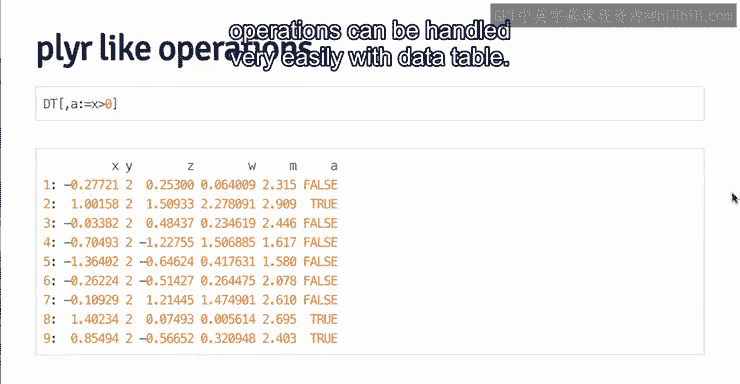 operations can be handled
very easily with data table.
plyr like operations
DT[,a:=x>0]
x y z w m a
1: -0.27721 2 0.25300 0.064009 2.315 FALSE
2: 1.00158 2 1.50933 2.278091 2.909 TRUE
3: -0.03382 2 0.48437 0.234619 2.446 FALSE
4: -0.70493 2 -1.22755 1.506885 1.617 FALSE
5: -1.36402 2 -0.64624 0.417631 1.580 FALSE
6: -0.26224 2 -0.51427 0.264475 2.078 FALSE
7: -0.10929 2 1.21445 1.474901 2.610 FALSE
8: 1.40234 2 0.07493 0.005614 2.695 TRUE
9: 0.85494 2 -0.56652 0.320948 2.403 TRUE